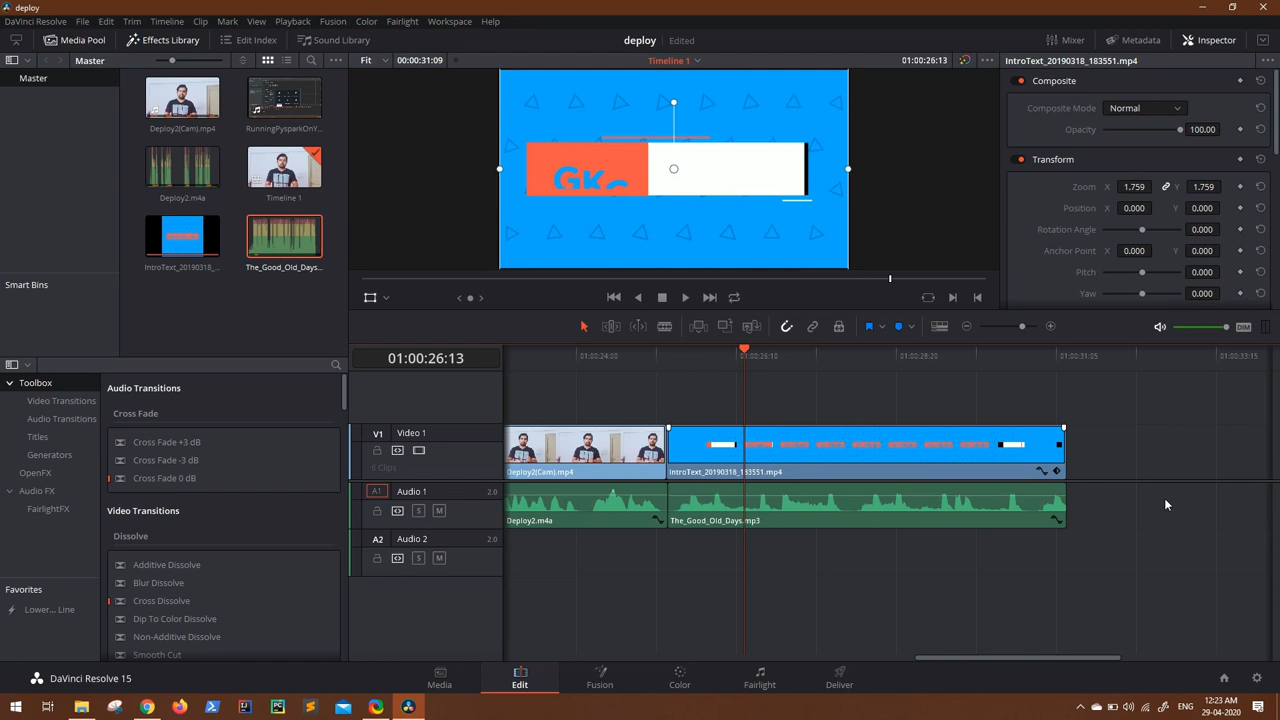 deploy
DaVinci Resolve File Edit Trim Timeline Clip Mark View Playback Fusion Color Fairlight Workspace Help
Media Pool Effects Library Edit Index Sound Library deploy Edited Mixer Metadata Inspector
Master Fit 00:00:31:09 Timeline 1 01:00:26:13 IntroText_20190318_183551.mp4
Master
Composite
Composite Mode Normal
Opacity 100.00
Deploy2(Cam).mp4 RunningPysparkOnY...
Transform
Zoom X 1.759 Y 1.759
Deploy2.m4a Timeline 1
Position X 0.000 Y 0.000
Rotation Angle 0.000
Anchor Point X 0.000 Y 0.000
IntroText_20190318_... The_Good_Old_Days...
Pitch 0.000
Yaw 0.000
Smart Bins
DIM
01:00:26:13 01:00:24:00 01:00:26:10 01:00:28:20 01:00:31:05 01:00:33:15
Toolbox
Video Transitions
Audio Transitions
Titles
Generators
OpenFX
Audio FX
FairlightFX
Favorites
Lower... Line
Audio Transitions
Cross Fade
Cross Fade +3 dB
Cross Fade -3 dB
Cross Fade 0 dB
Video Transitions
Dissolve
Additive Dissolve
Blur Dissolve
Cross Dissolve
Dip To Color Dissolve
Non-Additive Dissolve
Smooth Cut
V1 Video 1
6 Clips
Deploy2(Cam).mp4 IntroText_20190318_183551.mp4
A1 Audio 1 2.0
S M
Deploy2.m4a The_Good_Old_Days.mp3
A2 Audio 2 2.0
S M
DaVinci Resolve 15 Media Edit Fusion Color Fairlight Deliver
ENG 12:23 AM
29-04-2020